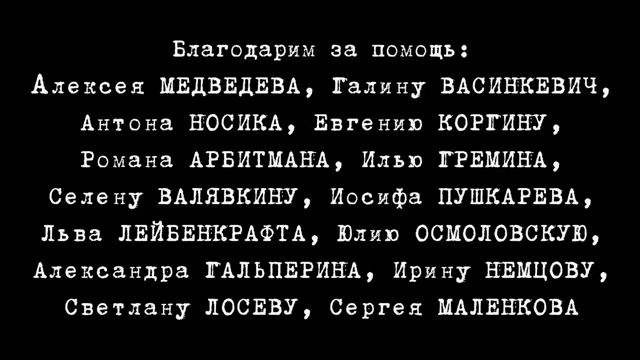 Благодарим за помощь:
Алексея МЕДВЕДЕВА, Галину ВАСИНКЕВИЧ,
Антона НОСИКА, Евгению КОРГИНУ,
Романа АРБИТМАНА, Илью ГРЕМИНА,
Селену ВАЛЯВКИНУ, Иосифа ПУШКАРЕВА,
Льва ЛЕЙБЕНКРАФТА, Юлию ОСМОЛОВСКУЮ,
Александра ГАЛЬПЕРИНА, Ирину НЕМЦОВУ,
Светлану ЛОСЕВУ, Сергея МАЛЕНКОВА